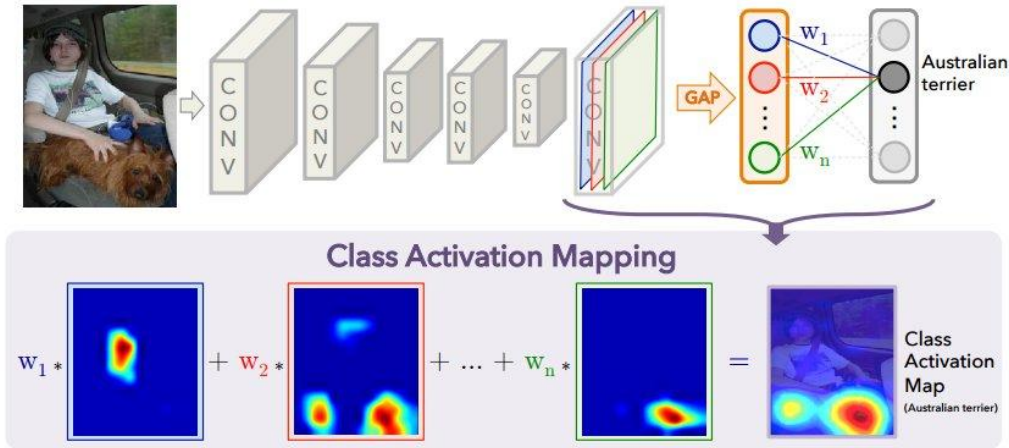 CONV
CONV
CONV
CONV
CONV
CONV
GAP
w1
w2
wn
Australian
terrier
Class Activation Mapping
w1 * + w2 * + ... + wn * =
Class
Activation
Map
(Australian terrier)